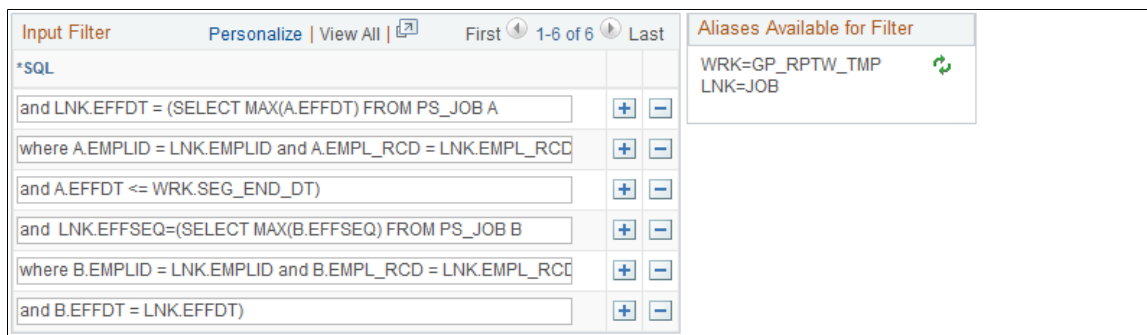 Input Filter Personalize | View All | First 1-6 of 6 Last
*SQL
and LNK.EFFDT = (SELECT MAX(A.EFFDT) FROM PS_JOB A
where A.EMPLID = LNK.EMPLID and A.EMPL_RCD = LNK.EMPL_RCD
and A.EFFDT <= WRK.SEG_END_DT)
and LNK.EFFSEQ=(SELECT MAX(B.EFFSEQ) FROM PS_JOB B
where B.EMPLID = LNK.EMPLID and B.EMPL_RCD = LNK.EMPL_RCD
and B.EFFDT = LNK.EFFDT)
Aliases Available for Filter
WRK=GP_RPTW_TMP
LNK=JOB